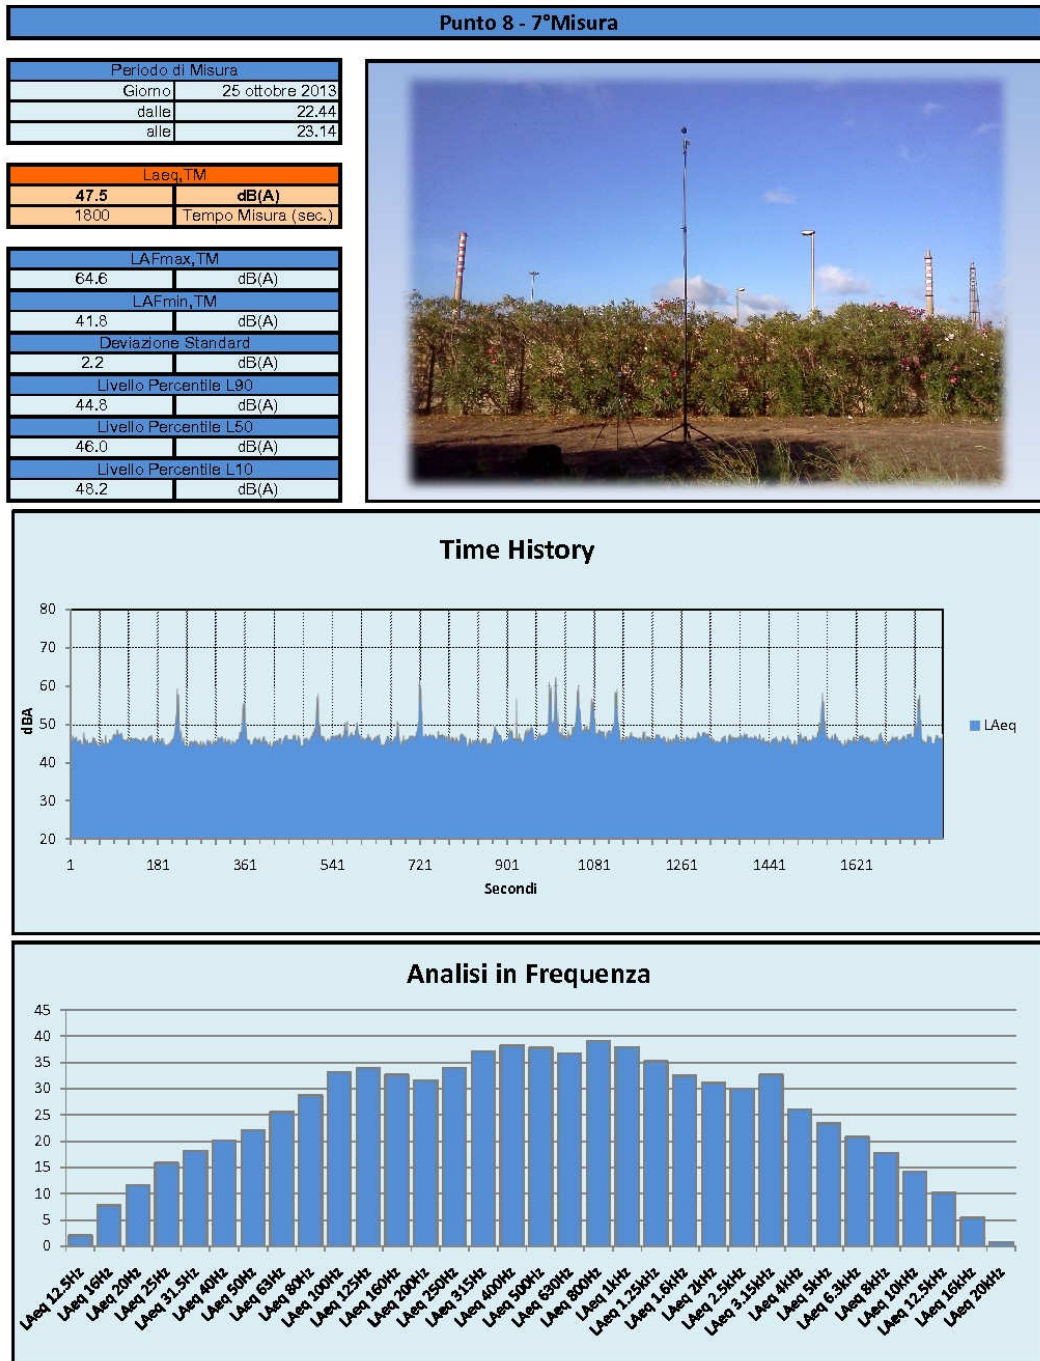 Punto 8 - 7°Misura
Periodo di Misura
Giorno 25 ottobre 2013
dalle 22.44
alle 23.14
Laeq,TM
47.5 dB(A)
1800 Tempo Misura (sec.)
LAFmax,TM
64.6 dB(A)
LAFmin,TM
41.8 dB(A)
Deviazione Standard
2.2 dB(A)
Livello Percentile L90
44.8 dB(A)
Livello Percentile L50
46.0 dB(A)
Livello Percentile L10
48.2 dB(A)
Time History
80
70
60
50
40
30
20
dBA
LAeq
1 181 361 541 721 901 1081 1261 1441 1621
Secondi
Analisi in Frequenza
45
40
35
30
25
20
15
10
5
0
LAeq 12.5Hz
LAeq 16Hz
LAeq 20Hz
LAeq 25Hz
LAeq 31.5Hz
LAeq 40Hz
LAeq 50Hz
LAeq 63Hz
LAeq 80Hz
LAeq 100Hz
LAeq 125Hz
LAeq 160Hz
LAeq 200Hz
LAeq 250Hz
LAeq 315Hz
LAeq 400Hz
LAeq 500Hz
LAeq 630Hz
LAeq 800Hz
LAeq 1kHz
LAeq 1.25kHz
LAeq 1.6kHz
LAeq 2kHz
LAeq 2.5kHz
LAeq 3.15kHz
LAeq 4kHz
LAeq 5kHz
LAeq 6.3kHz
LAeq 8kHz
LAeq 10kHz
LAeq 12.5kHz
LAeq 16kHz
LAeq 20kHz